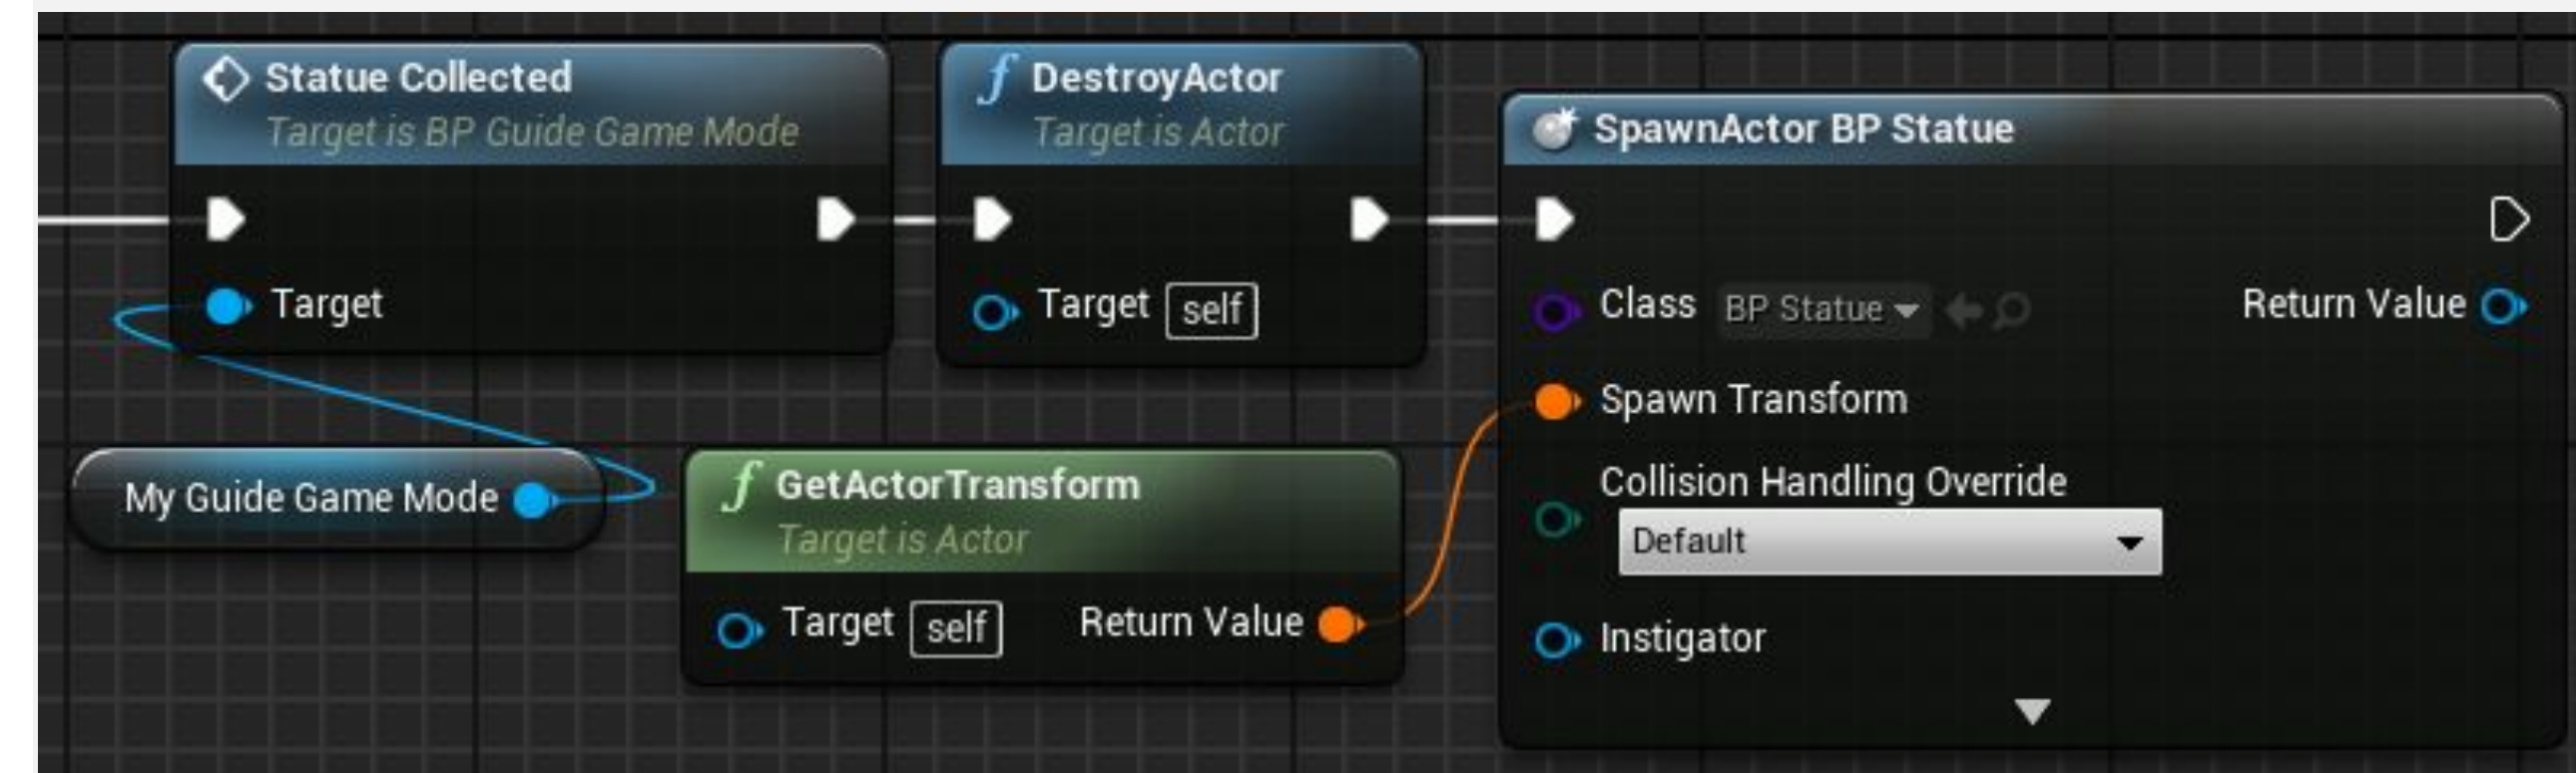 Statue Collected
Target is BP Guide Game Mode
Target
My Guide Game Mode
DestroyActor
Target is Actor
Target self
GetActorTransform
Target is Actor
Target self Return Value
SpawnActor BP Statue
Class BP Statue Return Value
Spawn Transform
Collision Handling Override
Default
Instigator